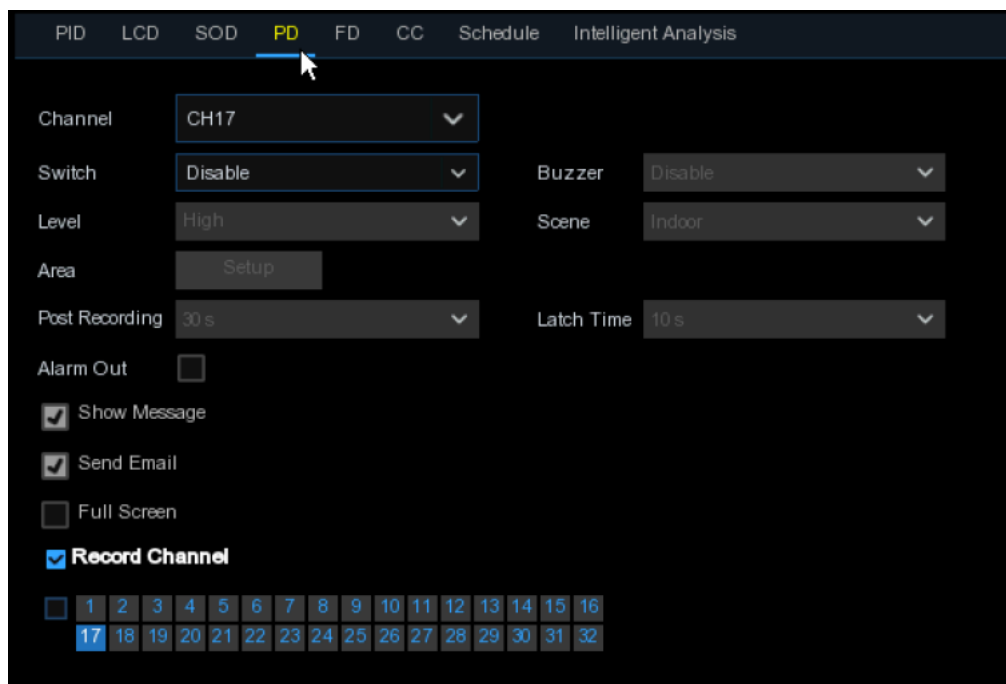 PID LCD SOD PD FD CC Schedule Intelligent Analysis
Channel CH17
Switch Disable Buzzer Disable
Level High Scene Indoor
Area Setup
Post Recording 30 s Latch Time 10 s
Alarm Out
Show Message
Send Email
Full Screen
Record Channel
1 2 3 4 5 6 7 8 9 10 11 12 13 14 15 16
17 18 19 20 21 22 23 24 25 26 27 28 29 30 31 32